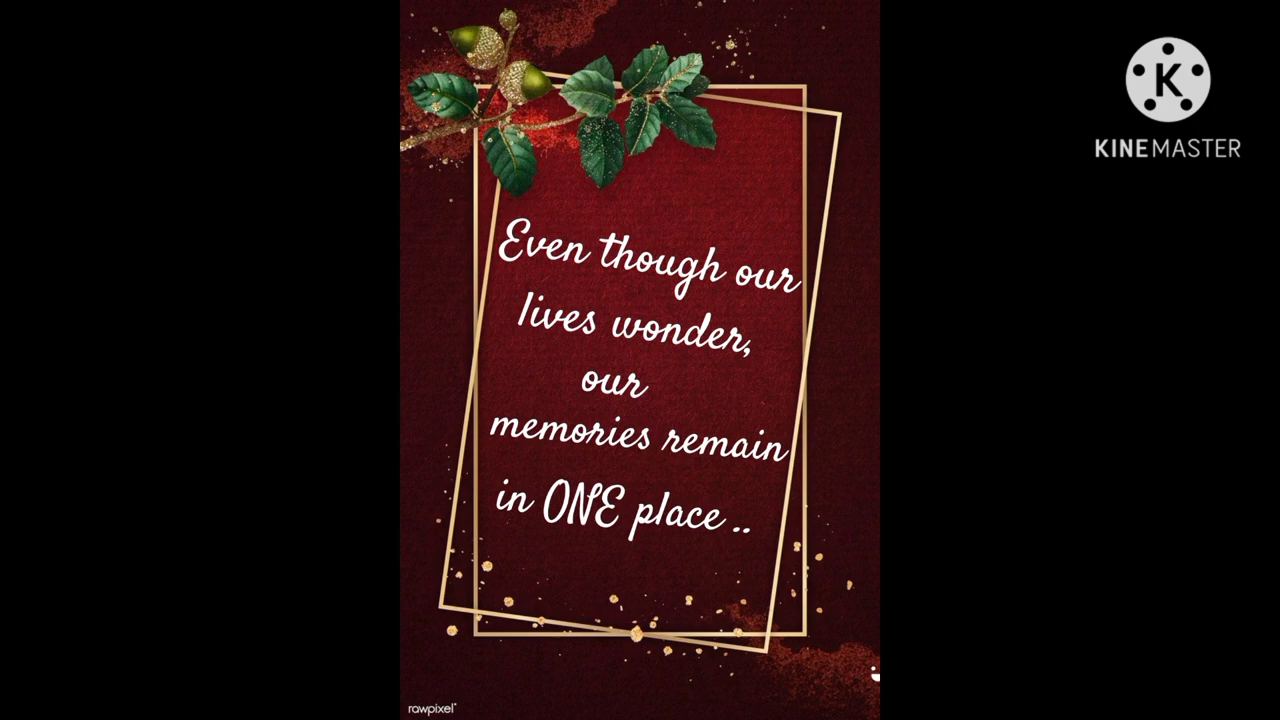 K
KINEMASTER
Even though our
lives wonder,
our
memories remain
in ONE place ..
rawpixel